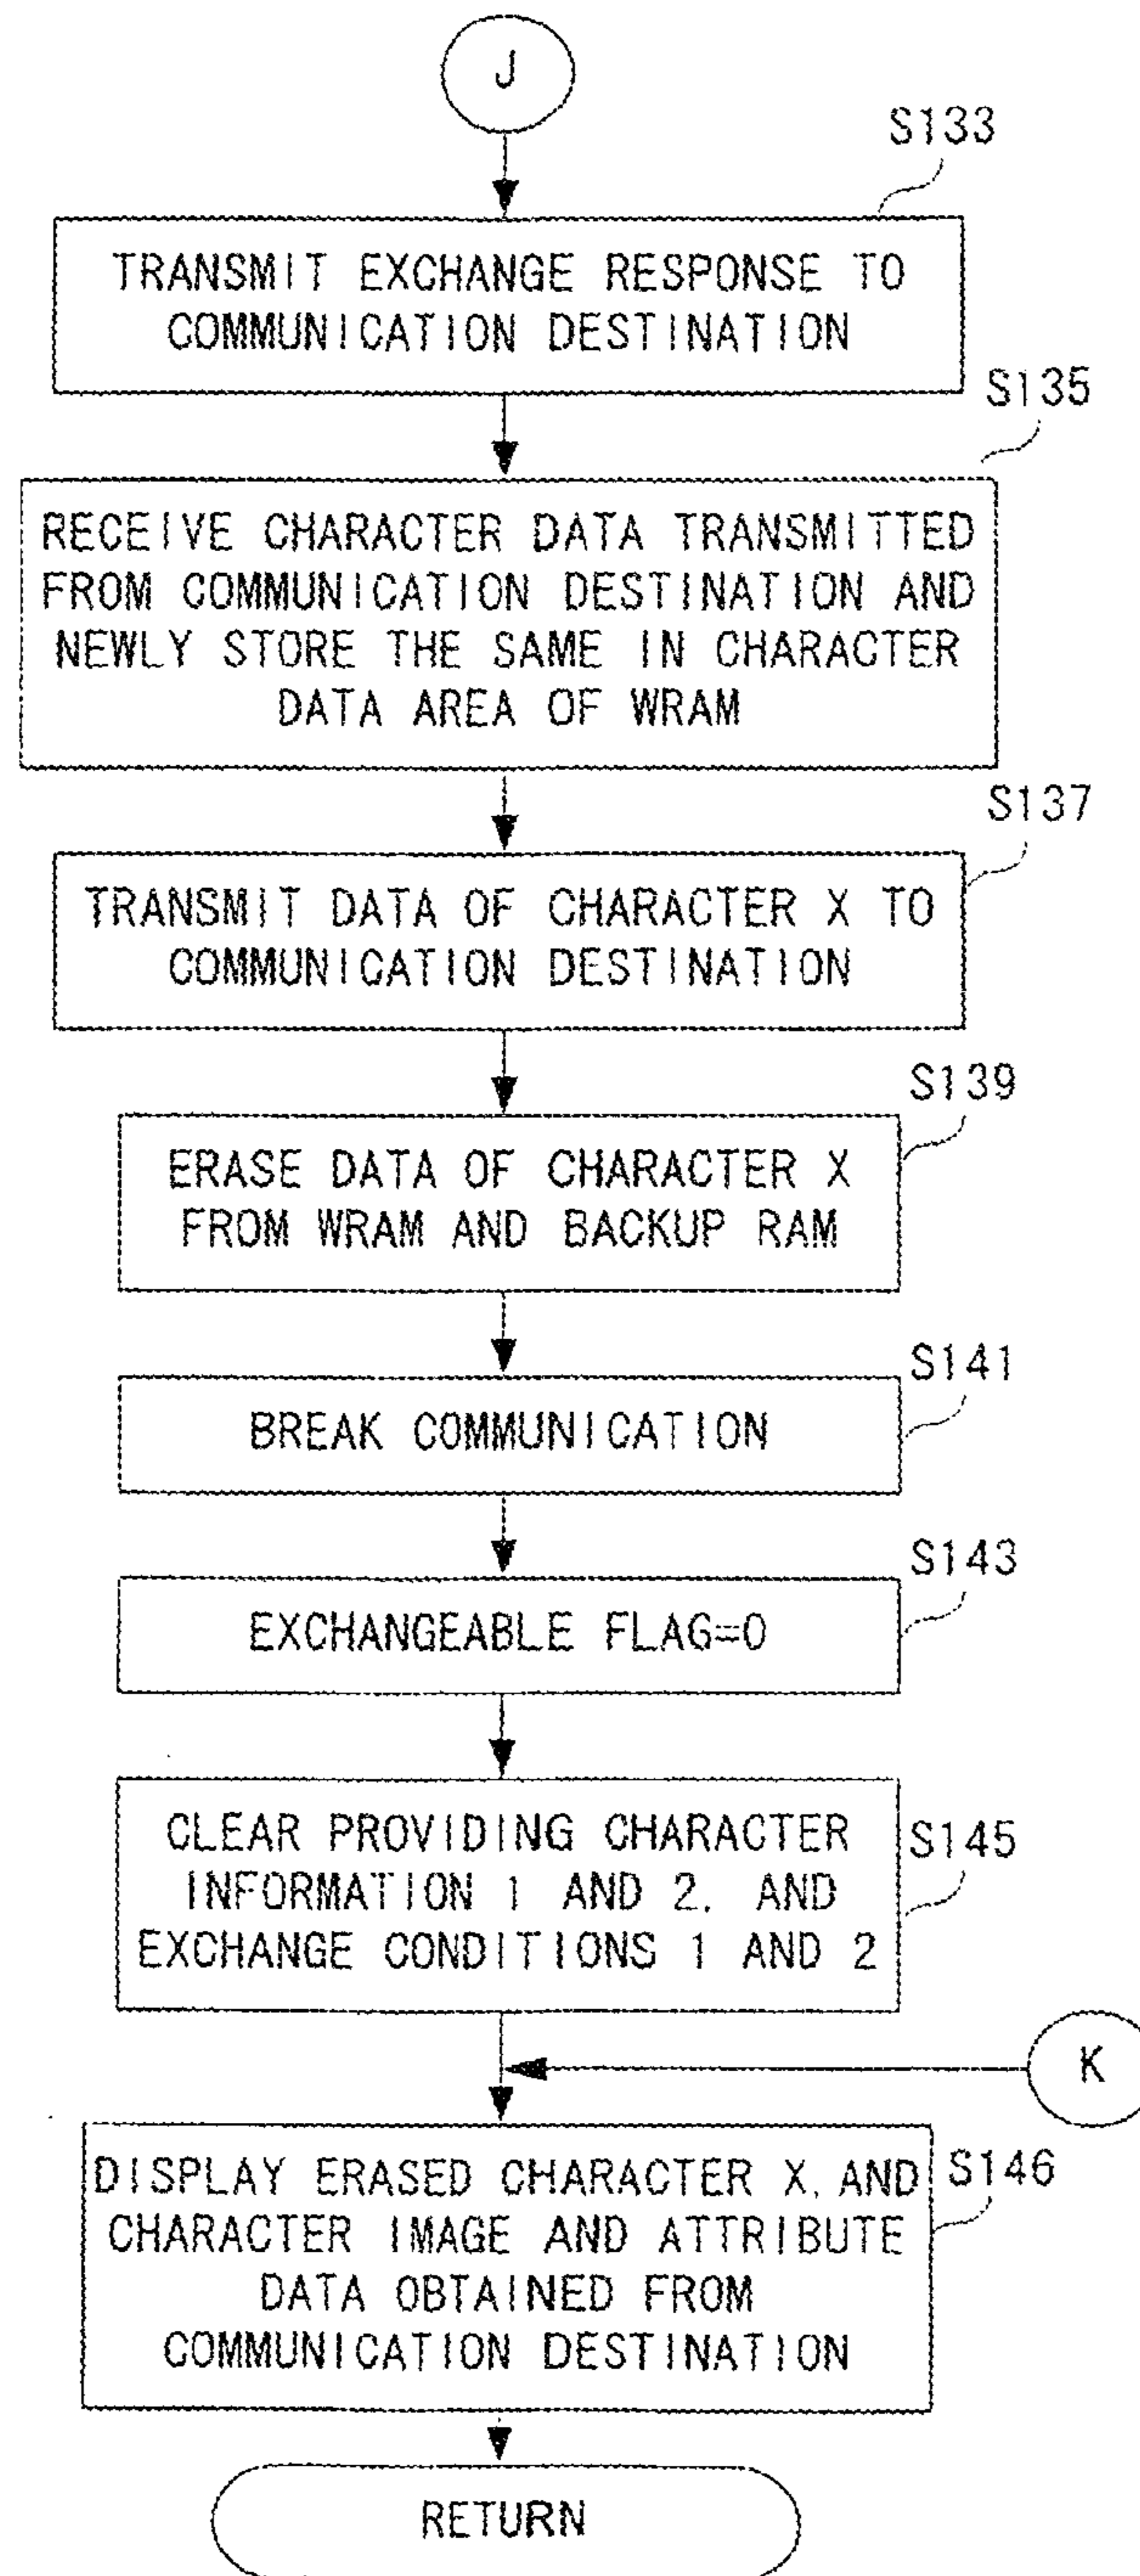 J
S133
TRANSMIT EXCHANGE RESPONSE TO
COMMUNICATION DESTINATION
S135
RECEIVE CHARACTER DATA TRANSMITTED
FROM COMMUNICATION DESTINATION AND
NEWLY STORE THE SAME IN CHARACTER
DATA AREA OF WRAM
S137
TRANSMIT DATA OF CHARACTER X TO
COMMUNICATION DESTINATION
S139
ERASE DATA OF CHARACTER X
FROM WRAM AND BACKUP RAM
S141
BREAK COMMUNICATION
S143
EXCHANGEABLE FLAG=0
S145
CLEAR PROVIDING CHARACTER
INFORMATION 1 AND 2, AND
EXCHANGE CONDITIONS 1 AND 2
K
S146
DISPLAY ERASED CHARACTER X, AND
CHARACTER IMAGE AND ATTRIBUTE
DATA OBTAINED FROM
COMMUNICATION DESTINATION
RETURN